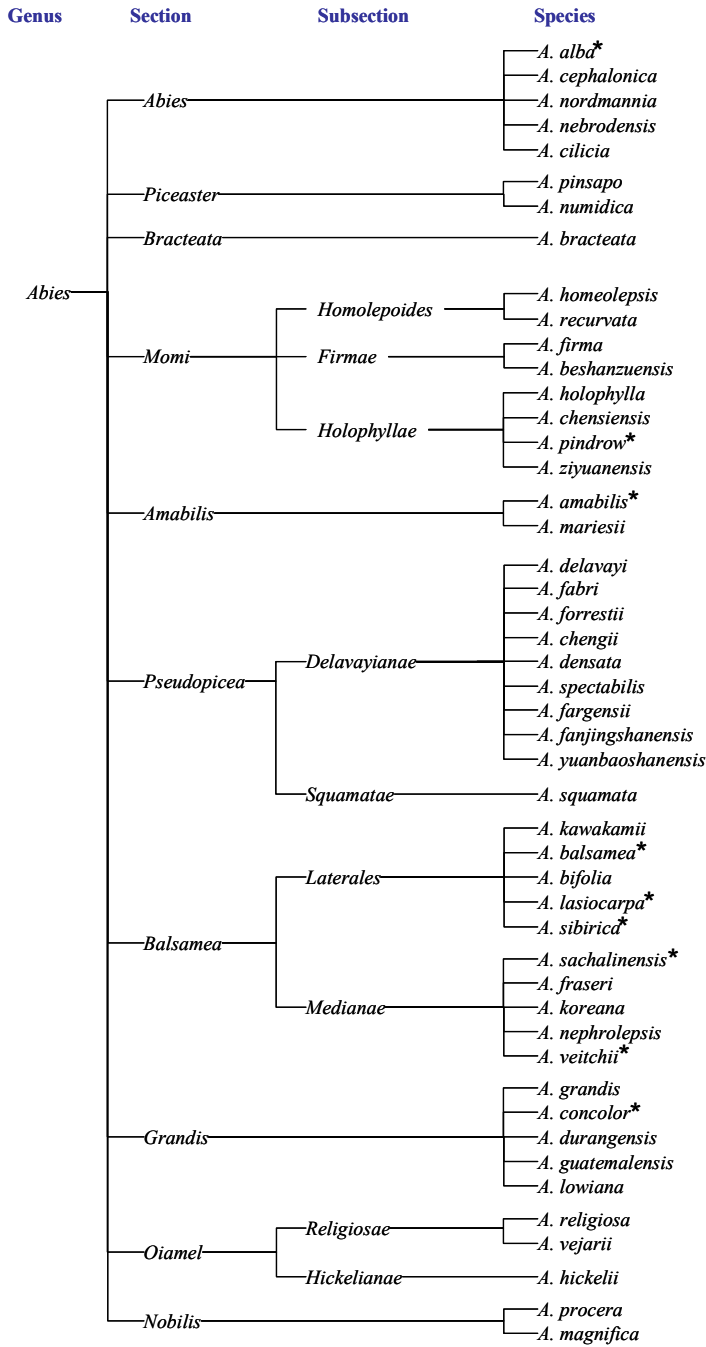 Genus Section Subsection Species
A. alba*
A. cephalonica
Abies A. nordmannia
A. nebrodensis
A. cilicia
A. pinsapo
Piceaster
A. numidica
Bracteata A. bracteata
Abies
A. homeolepsis
Homolepoides
A. recurvata
A. firma
Momi Firmae
A. beshanzuensis
A. holophylla
A. chensiensis
Holophyllae
A. pindrow*
A. ziyuanensis
A. amabilis*
Amabilis
A. mariesii
A. delavayi
A. fabri
A. forrestii
A. chengii
Delavayianae A. densata
Pseudopicea A. spectabilis
A. fargensii
A. fanjingshanensis
A. yuanbaoshanensis
Squamatae A. squamata
A. kawakamii
A. balsamea*
Laterales A. bifolia
A. lasiocarpa*
A. sibirica*
Balsamea
A. sachalinensis*
A. fraseri
Medianae A. koreana
A. nephrolepsis
A. veitchii*
A. grandis
A. concolor*
Grandis A. durangensis
A. guatemalensis
A. lowiana
A. religiosa
Religiosae
A. vejarii
Oiamel
Hickelianae A. hickelii
A. procera
Nobilis
A. magnifica